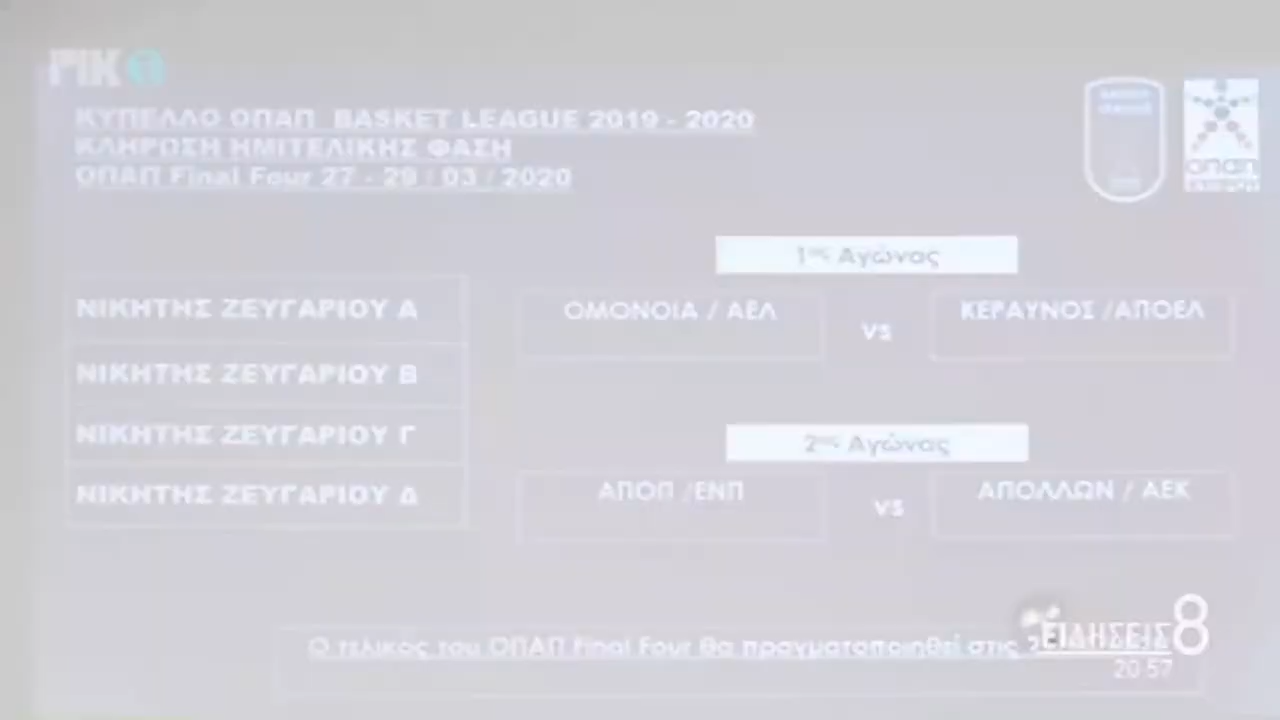 ΡΙΚ 1
ΚΥΠΕΛΛΟ ΟΠΑΠ BASKET LEAGUE 2019 - 2020
ΚΛΗΡΩΣΗ ΗΜΙΤΕΛΙΚΗΣ ΦΑΣΗ
ΟΠΑΠ Final Four 27 - 29 / 03 / 2020
οπαπ
1ος Αγώνας
ΝΙΚΗΤΗΣ ΖΕΥΓΑΡΙΟΥ Α
ΟΜΟΝΟΙΑ / ΑΕΛ
vs
ΚΕΡΑΥΝΟΣ /ΑΠΟΕΛ
ΝΙΚΗΤΗΣ ΖΕΥΓΑΡΙΟΥ Β
ΝΙΚΗΤΗΣ ΖΕΥΓΑΡΙΟΥ Γ
2ος Αγώνας
ΝΙΚΗΤΗΣ ΖΕΥΓΑΡΙΟΥ Δ
ΑΠΟΠ /ΕΝΠ
vs
ΑΠΟΛΛΩΝ / ΑΕΚ
Ο τελικός του ΟΠΑΠ Final Four θα πραγματοποιηθεί στις
ΕΙΔΗΣΕΙΣ 8
20 57